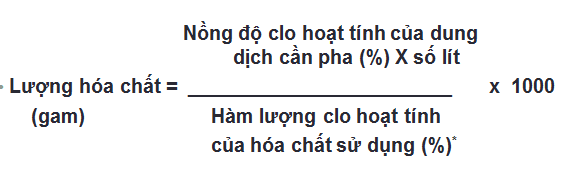 Nồng độ clo hoạt tính của dung
dịch cần pha (%) X số lít
Lượng hóa chất = ____________________ x 1000
(gam)
Hàm lượng clo hoạt tính
của hóa chất sử dụng (%)*